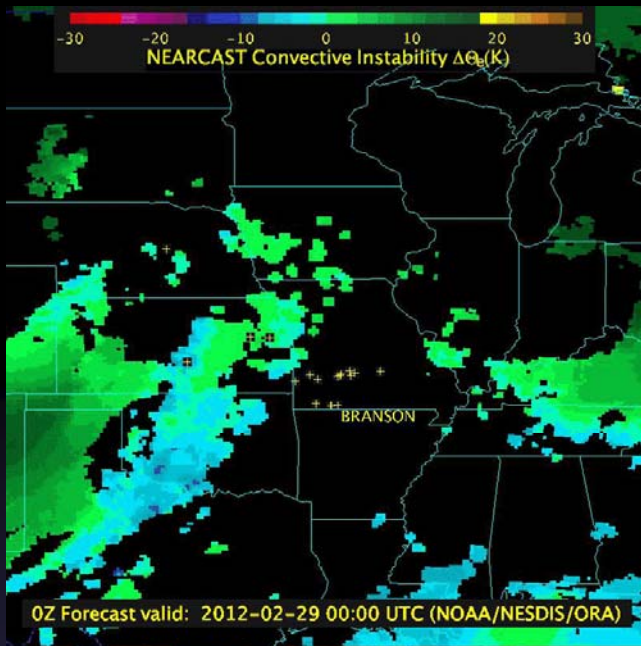 -30 -20 -10 0 10 20 30
NEARCAST Convective Instability ΔΘe(K)
BRANSON
0Z Forecast valid: 2012-02-29 00:00 UTC (NOAA/NESDIS/ORA)